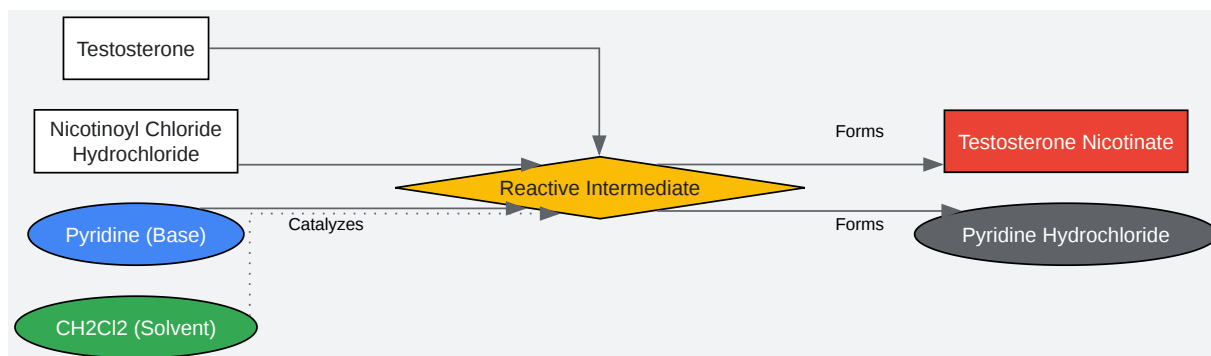 Testosterone
Nicotinoyl Chloride
Hydrochloride
Forms
Testosterone Nicotinate
Reactive Intermediate
Pyridine (Base)
Catalyzes
Forms
Pyridine Hydrochloride
CH2Cl2 (Solvent)